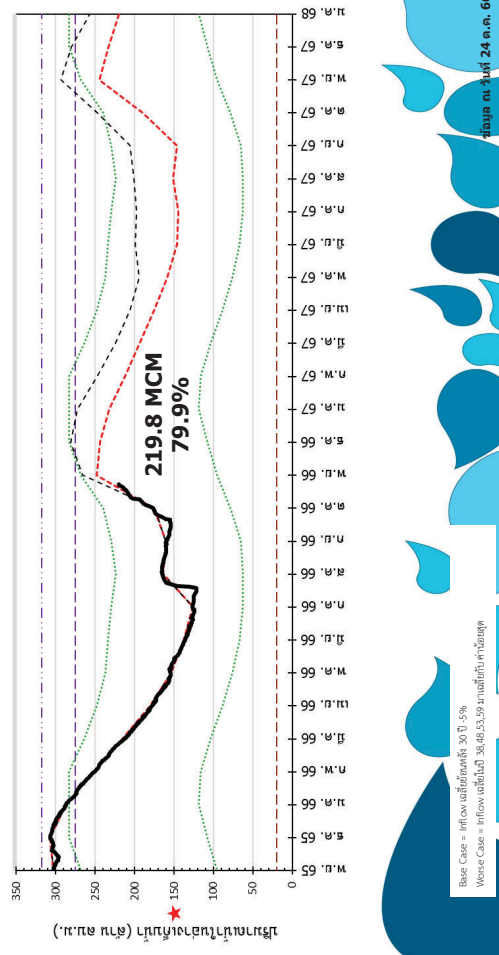 ปริมาณน้ำในอ่างเก็บน้ำ (ล้าน ลบ.ม.)
350
300
250
200
150
100
50
0
219.8 MCM
79.9%
พ.ย. 65
ธ.ค. 65
ม.ค. 66
ก.พ. 66
มี.ค. 66
เม.ย. 66
พ.ค. 66
มิ.ย. 66
ก.ค. 66
ส.ค. 66
ก.ย. 66
ต.ค. 66
พ.ย. 66
ธ.ค. 66
ม.ค. 67
ก.พ. 67
มี.ค. 67
เม.ย. 67
พ.ค. 67
มิ.ย. 67
ก.ค. 67
ส.ค. 67
ก.ย. 67
ต.ค. 67
พ.ย. 67
ธ.ค. 67
ม.ค. 68
Base Case = Inflow เฉลี่ยย้อนหลัง 30 ปี -5%
Worse Case = Inflow เฉลี่ยในปี 38,48,53,59 มาเฉลี่ยกับ ค่าน้อยสุด
ข้อมูล ณ วันที่ 24 ต.ค. 66